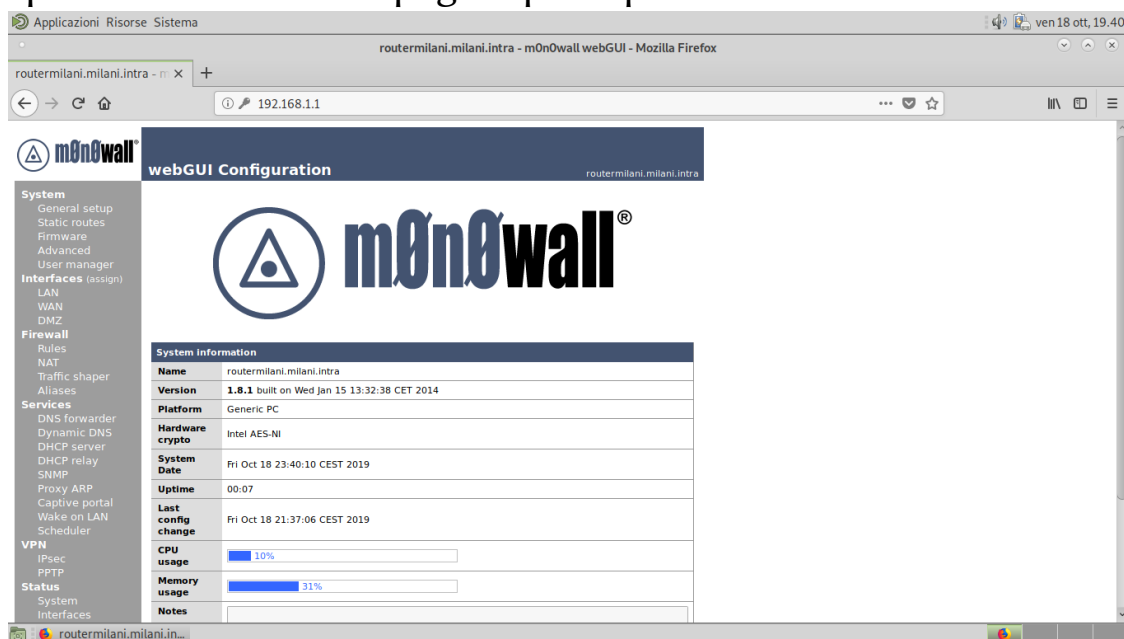 Applicazioni Risorse Sistema
ven 18 ott, 19.40
routermilani.milani.intra - m0n0wall webGUI - Mozilla Firefox
routermilani.milani.intra - m
192.168.1.1
m0n0wall®
webGUI Configuration
routermilani.milani.intra
System
General setup
Static routes
Firmware
Advanced
User manager
Interfaces (assign)
LAN
WAN
DMZ
Firewall
Rules
NAT
Traffic shaper
Aliases
Services
DNS forwarder
Dynamic DNS
DHCP server
DHCP relay
SNMP
Proxy ARP
Captive portal
Wake on LAN
Scheduler
VPN
IPsec
PPTP
Status
System
Interfaces
m0n0wall®
System information
Name routermilani.milani.intra
Version 1.8.1 built on Wed Jan 15 13:32:38 CET 2014
Platform Generic PC
Hardware
crypto Intel AES-NI
System
Date Fri Oct 18 23:40:10 CEST 2019
Uptime 00:07
Last
config
change Fri Oct 18 21:37:06 CEST 2019
CPU
usage 10%
Memory
usage 31%
Notes
routermilani.milani.in...